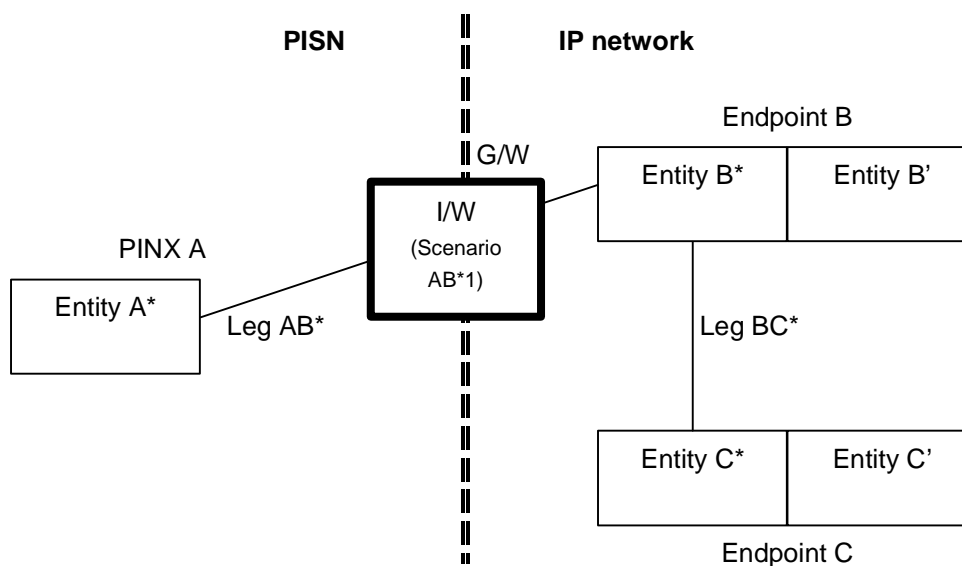 PISN
IP network
Endpoint B
G/W
Entity B*
Entity B’
I/W
(Scenario
AB*1)
PINX A
Entity A*
Leg AB*
Leg BC*
Entity C*
Entity C’
Endpoint C